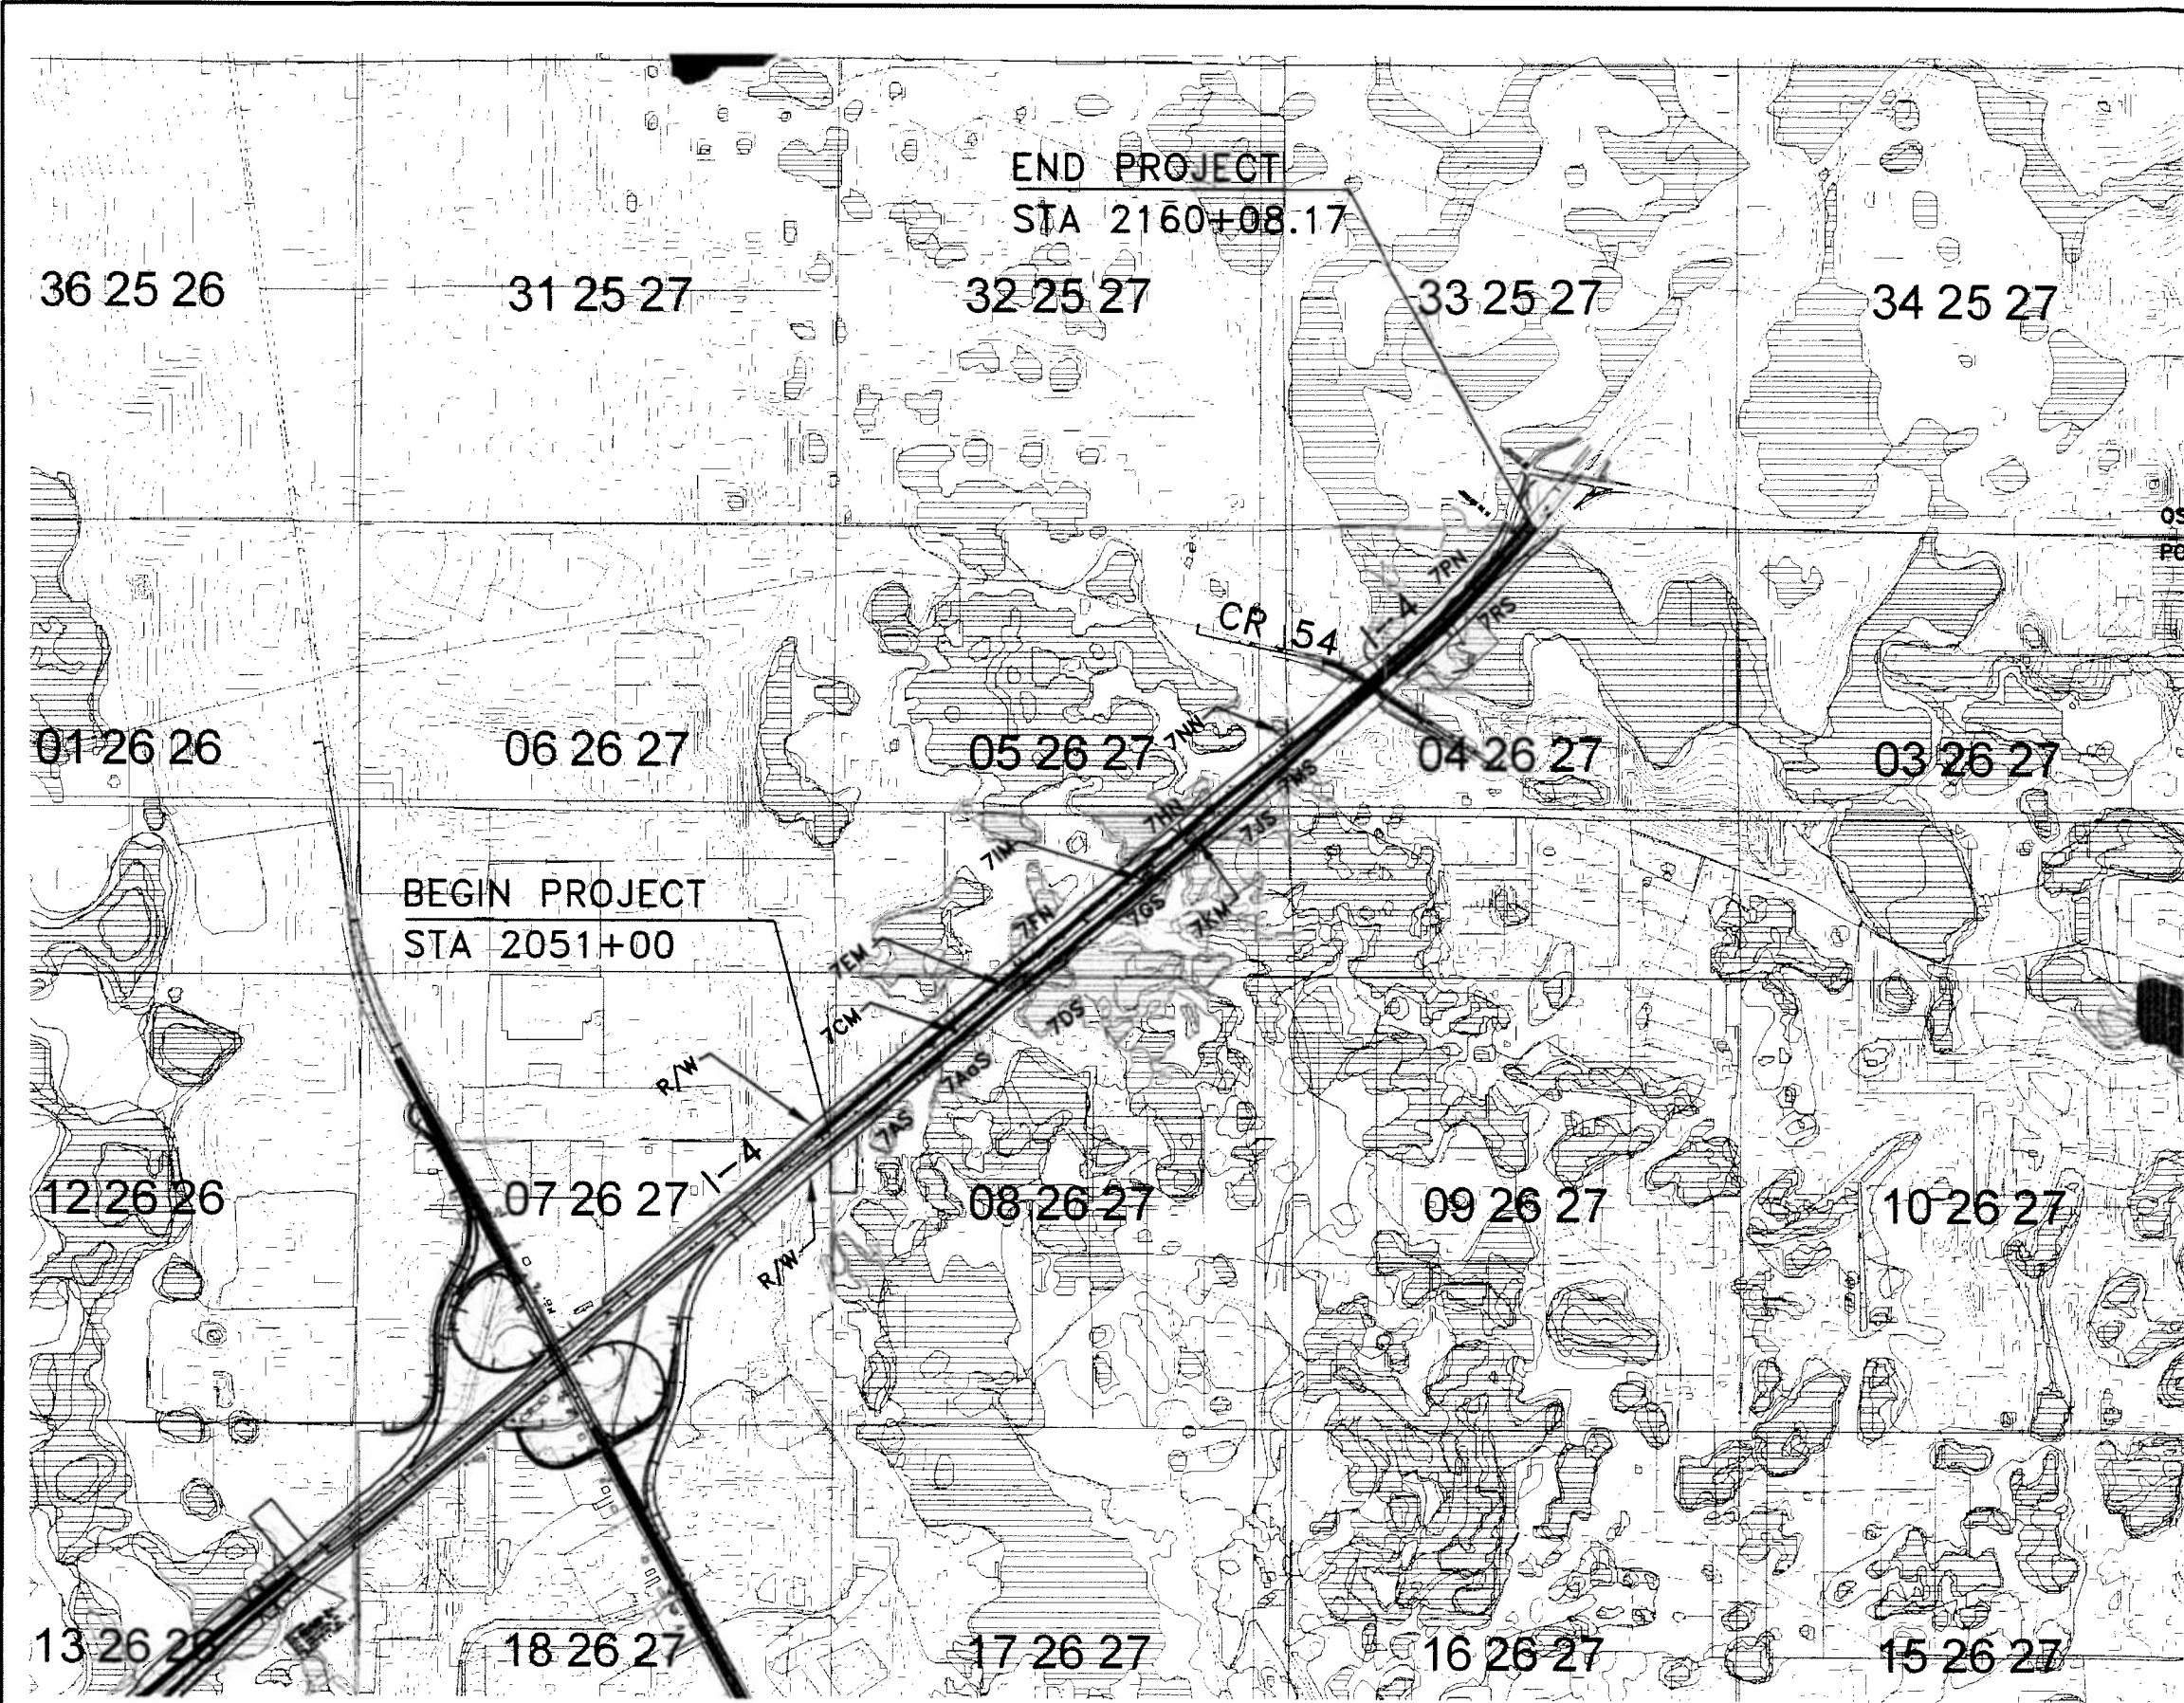 END PROJECT
STA 2160+08.17
36 25 26
31 25 27
32 25 27
33 25 27
34 25 27
7PN
7RS
I-4
CR 54
01 26 26
06 26 27
05 26 27
7NN
04 26 27
03 26 27
7MS
7HN
7JS
7IM
BEGIN PROJECT
STA 2051+00
7FN
7GS
7KM
7EM
7CM
7DS
7AaS
R/W
7AS
I-4
12 26 26
07 26 27
08 26 27
09 26 27
10 26 27
R/W
13 26 26
18 26 27
17 26 27
16 26 27
15 26 27